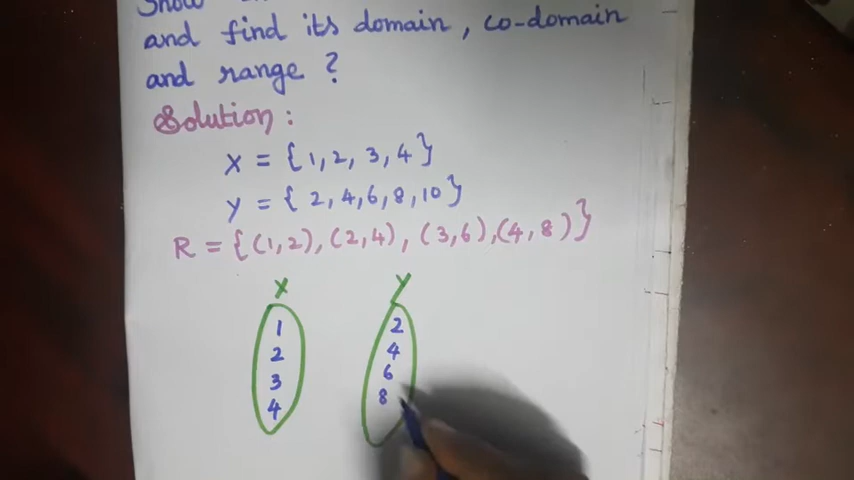 Show
and find its domain, co-domain
and range ?
Solution :
X = {1, 2, 3, 4}
Y = { 2, 4, 6, 8, 10}
R = {(1, 2), (2, 4), (3, 6), (4, 8)}
X Y
1 2
2 4
3 6
4 8